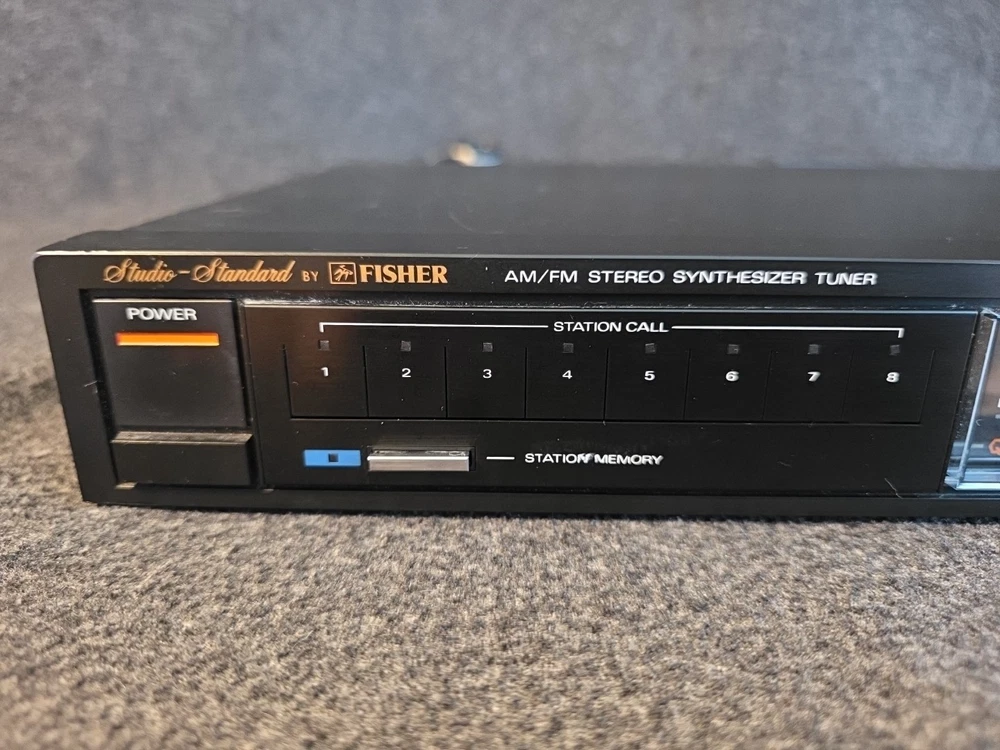 Studio-Standard BY FISHER AM/FM STEREO SYNTHESIZER TUNER
POWER
STATION CALL
1 2 3 4 5 6 7 8
STATION MEMORY